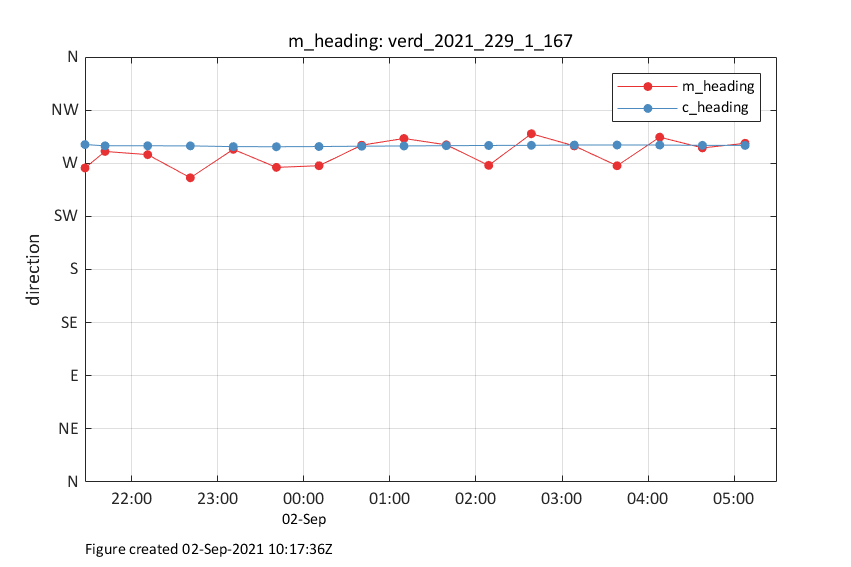 m_heading: verd_2021_229_1_167
N
NW
W
SW
S
SE
E
NE
N
direction
m_heading
c_heading
22:00 23:00 00:00 01:00 02:00 03:00 04:00 05:00
02-Sep
Figure created 02-Sep-2021 10:17:36Z